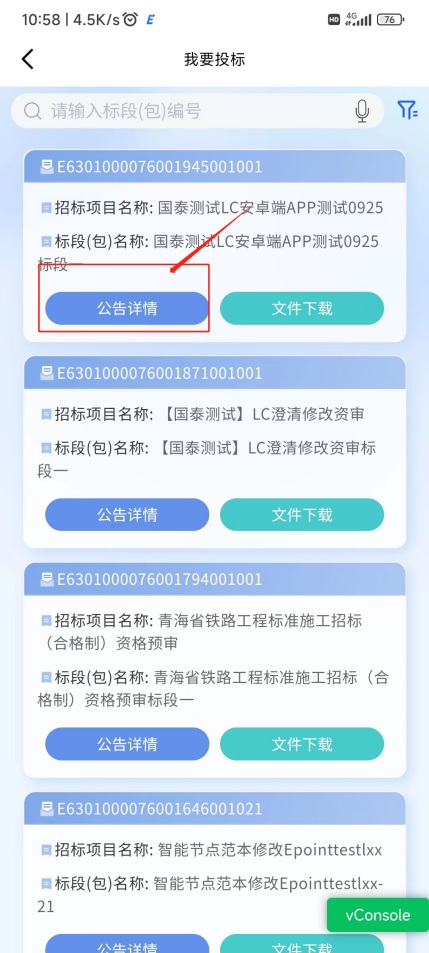 10:58 | 4.5K/s
HD 4G 76
我要投标
请输入标段(包)编号
E6301000076001945001001
招标项目名称: 国泰测试LC安卓端APP测试0925
标段(包)名称: 国泰测试LC安卓端APP测试0925
标段一
公告详情 文件下载
E6301000076001871001001
招标项目名称: 【国泰测试】LC澄清修改资审
标段(包)名称: 【国泰测试】LC澄清修改资审标
段一
公告详情 文件下载
E6301000076001794001001
招标项目名称: 青海省铁路工程标准施工招标
（合格制）资格预审
标段(包)名称: 青海省铁路工程标准施工招标（合
格制）资格预审标段一
公告详情 文件下载
E6301000076001646001021
招标项目名称: 智能节点范本修改Epointtestlxx
标段(包)名称: 智能节点范本修改Epointtestlxx-
21
vConsole
公告详情 文件下载